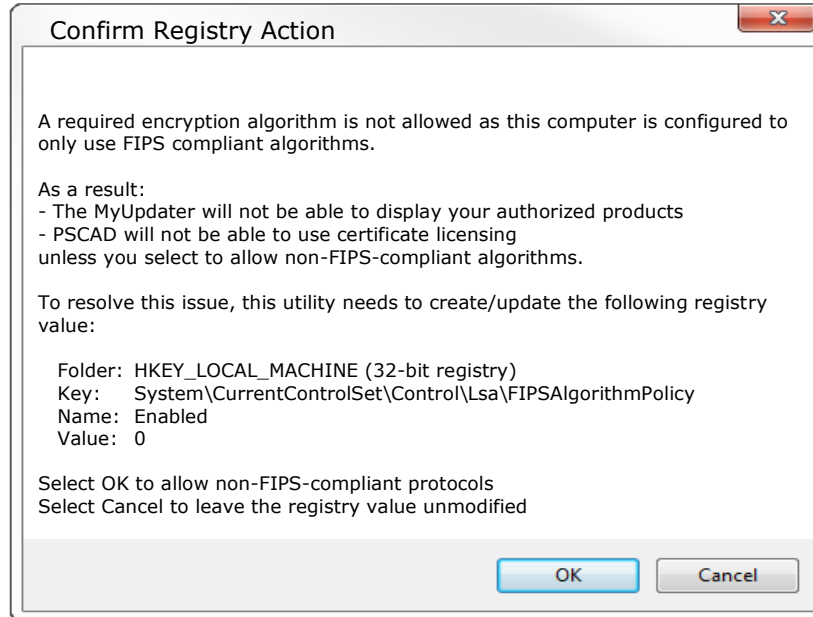 Confirm Registry Action
A required encryption algorithm is not allowed as this computer is configured to
only use FIPS compliant algorithms.
As a result:
- The MyUpdater will not be able to display your authorized products
- PSCAD will not be able to use certificate licensing
unless you select to allow non-FIPS-compliant algorithms.
To resolve this issue, this utility needs to create/update the following registry
value:
Folder: HKEY_LOCAL_MACHINE (32-bit registry)
Key: System\CurrentControlSet\Control\Lsa\FIPSAlgorithmPolicy
Name: Enabled
Value: 0
Select OK to allow non-FIPS-compliant protocols
Select Cancel to leave the registry value unmodified
OK Cancel